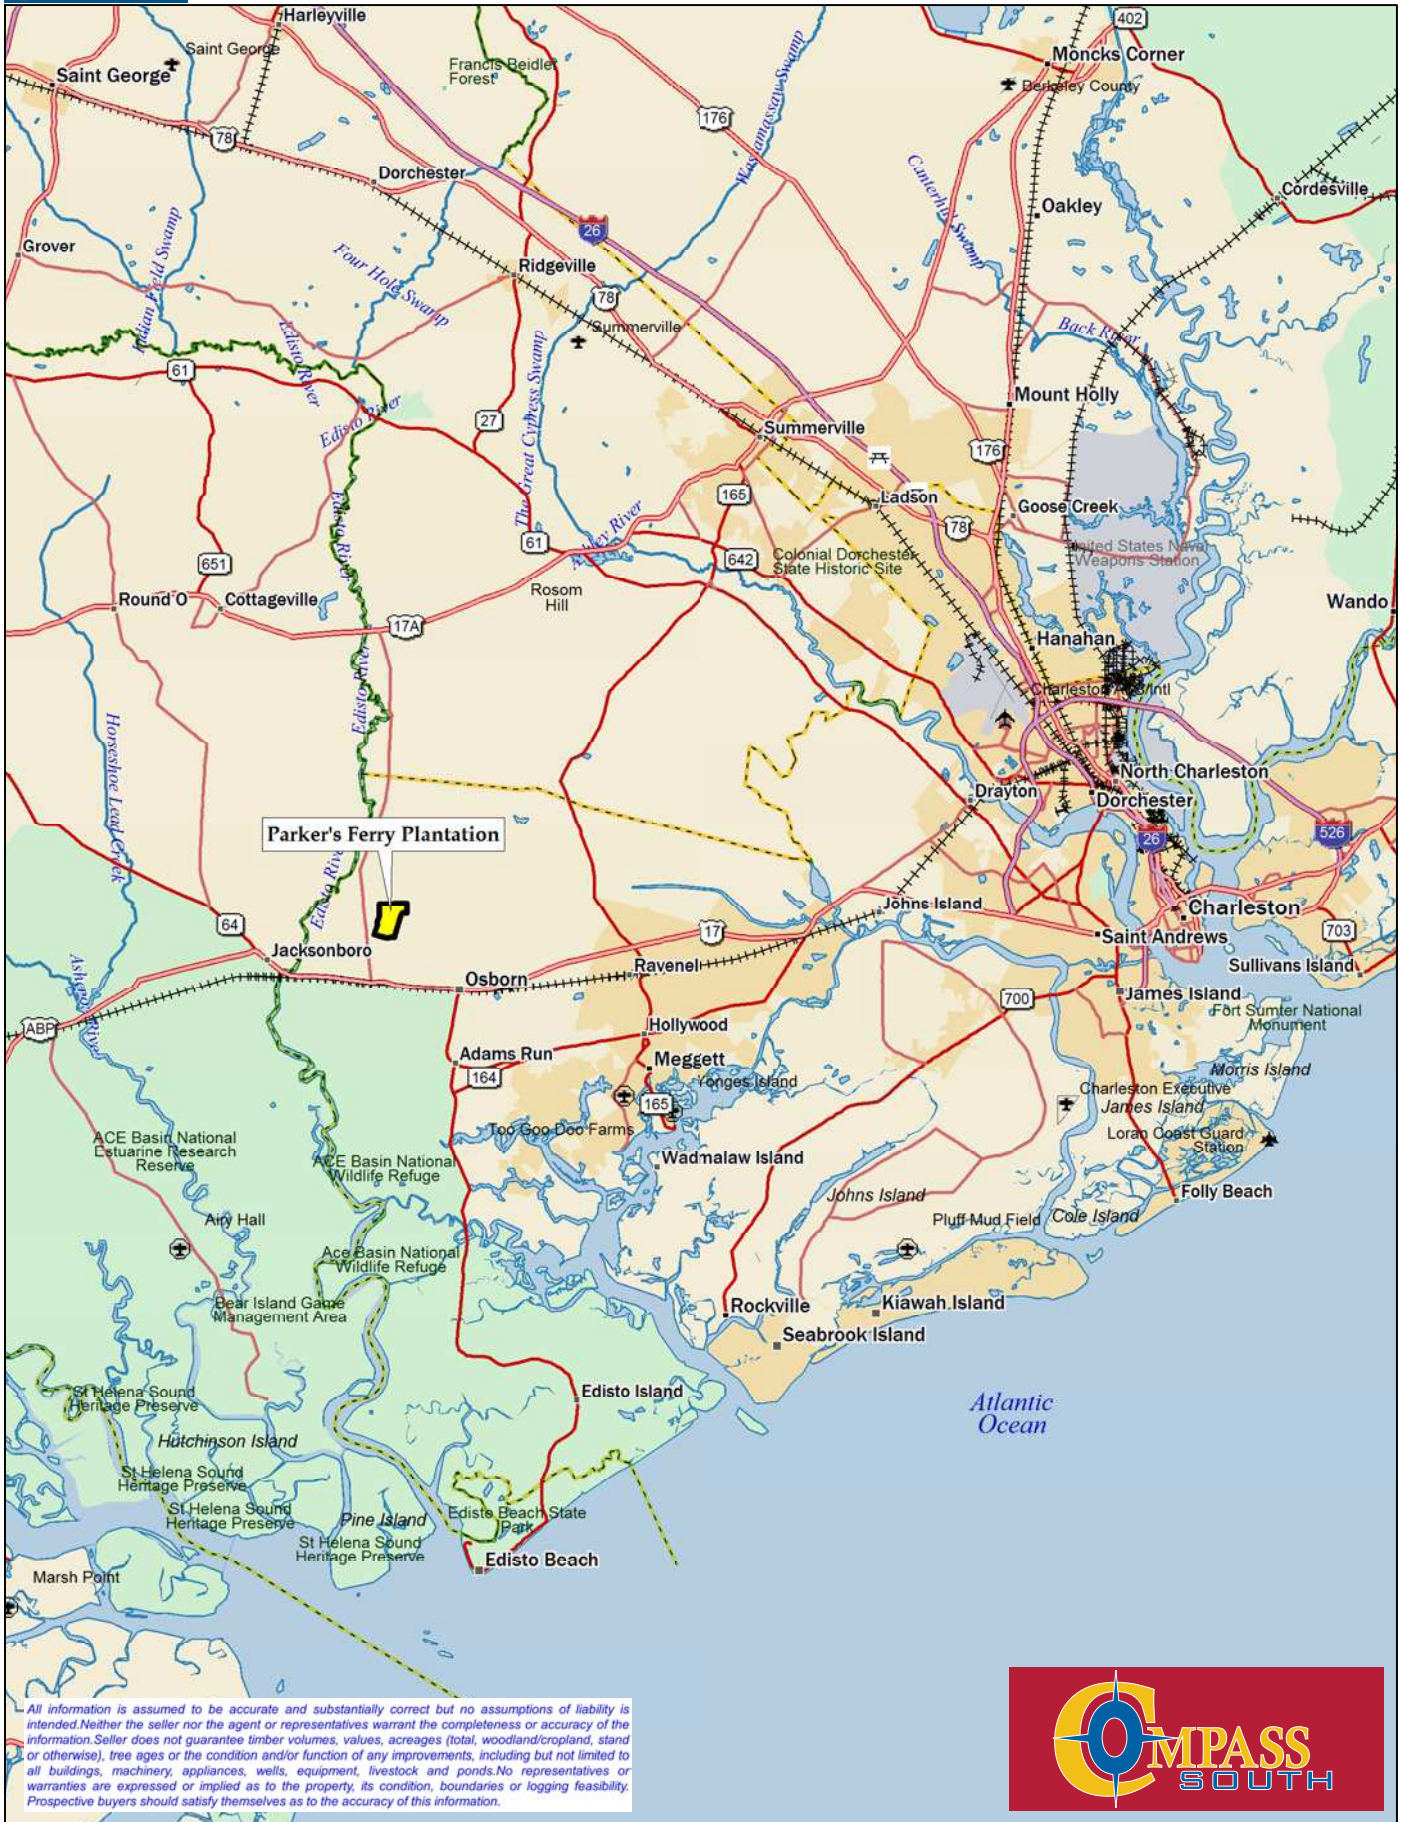 Harleyville
402
Saint George
Moncks Corner
Francis Beidler
Forest
Saint George
Berkeley County
Wassamassaw Swamp
176
78
Canterhill Swamp
Dorchester
Cordesville
Oakley
26
Indian Field Swamp
Grover
Four Hole Swamp
Ridgeville
78
Summerville
Back River
Edisto River
The Great Cypress Swamp
61
Mount Holly
Edisto River
27
Summerville
176
165
Ladson
Goose Creek
Edisto River
78
Ashley River
61
United States Naval
Weapons Station
642
Colonial Dorchester
State Historic Site
651
Rosom
Hill
Round O
Cottageville
Wando
17A
Hanahan
Edisto River
Charleston AFB/Intl
Horseshoe Lead Creek
North Charleston
Drayton
Dorchester
Parker's Ferry Plantation
26
526
Edisto River
Johns Island
Charleston
64
17
703
Saint Andrews
Jacksonboro
Ravenel
Sullivans Island
Osborn
Ashepoo River
700
James Island
Fort Sumter National
Monument
ABP
Hollywood
Adams Run
Meggett
Morris Island
164
Yonges Island
Charleston Executive
165
James Island
Too Goo Doo Farms
Loran Coast Guard
Station
ACE Basin National
Estuarine Research
Reserve
ACE Basin National
Wildlife Refuge
Wadmalaw Island
Folly Beach
Johns Island
Airy Hall
Pluff Mud Field
Cole Island
Ace Basin National
Wildlife Refuge
Bear Island Game
Management Area
Rockville
Kiawah Island
Seabrook Island
St Helena Sound
Heritage Preserve
Edisto Island
Atlantic
Ocean
Hutchinson Island
St Helena Sound
Heritage Preserve
St Helena Sound
Heritage Preserve
Pine Island
Edisto Beach State
Park
St Helena Sound
Heritage Preserve
Edisto Beach
Marsh Point
All information is assumed to be accurate and substantially correct but no assumptions of liability is
intended.Neither the seller nor the agent or representatives warrant the completeness or accuracy of the
information.Seller does not guarantee timber volumes, values, acreages (total, woodland/cropland, stand
or otherwise), tree ages or the condition and/or function of any improvements, including but not limited to
all buildings, machinery, appliances, wells, equipment, livestock and ponds.No representatives or
warranties are expressed or implied as to the property, its condition, boundaries or logging feasibility.
Prospective buyers should satisfy themselves as to the accuracy of this information.
COMPASS
SOUTH